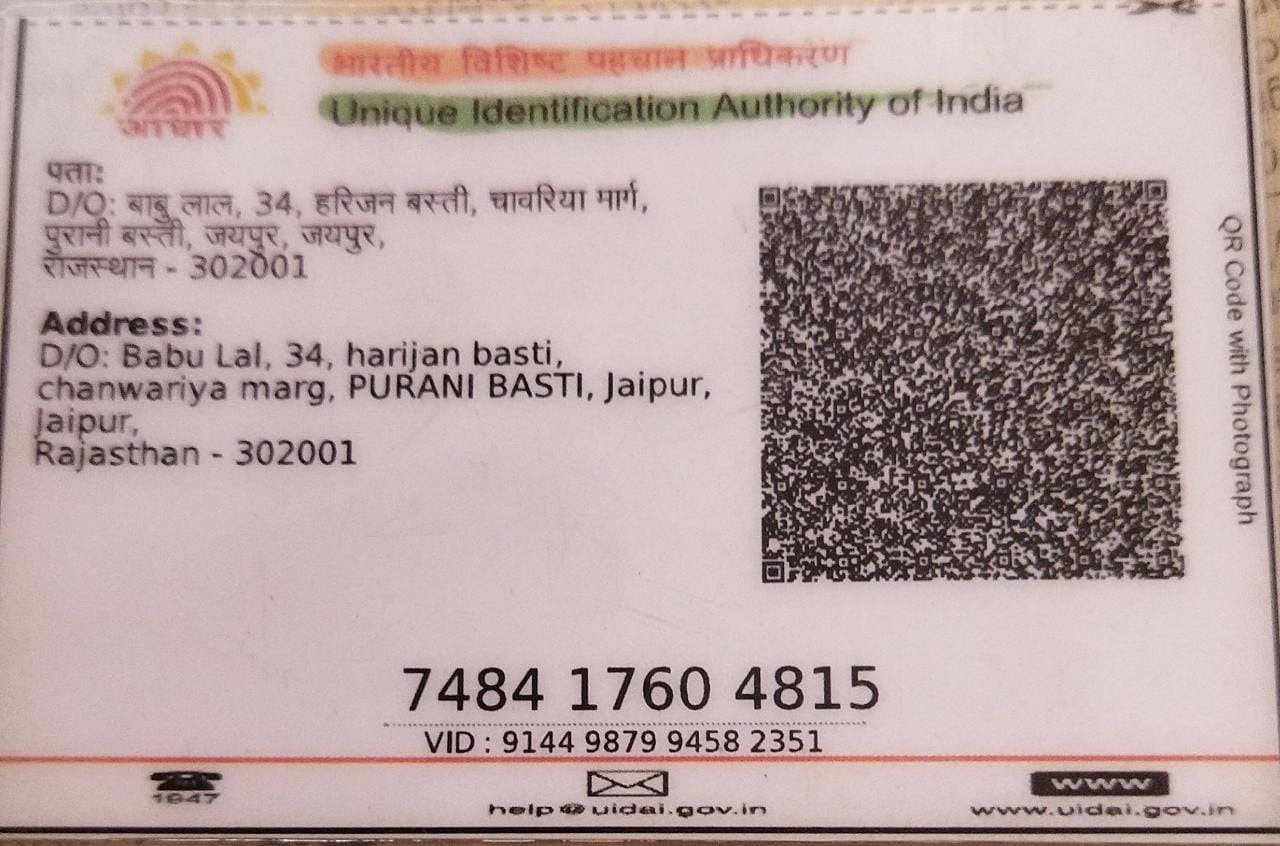 आधार
भारतीय विशिष्ट पहचान प्राधिकरण
Unique Identification Authority of India
पता:
D/O: बाबु लाल, 34, हरिजन बस्ती, चावरिया मार्ग,
पुरानी बस्ती, जयपुर, जयपुर,
राजस्थान - 302001
Address:
D/O: Babu Lal, 34, harijan basti,
chanwariya marg, PURANI BASTI, Jaipur,
Jaipur,
Rajasthan - 302001
QR Code with Photograph
7484 1760 4815
VID : 9144 9879 9458 2351
1947
help@uidai.gov.in
www
www.uidai.gov.in